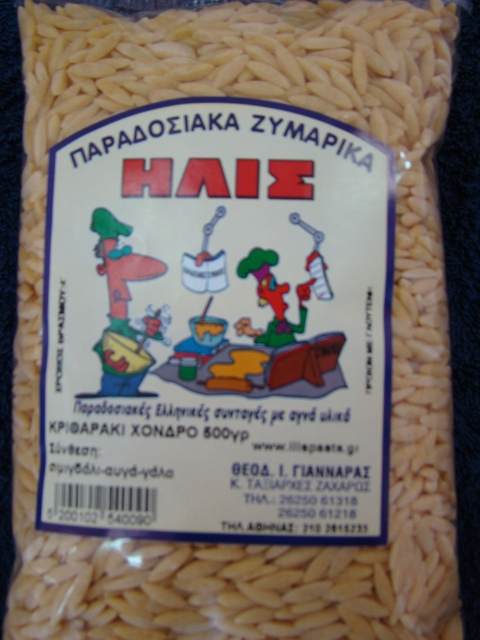 ΠΑΡΑΔΟΣΙΑΚΑ ΖΥΜΑΡΙΚΑ
ΗΛΙΣ
Παραδοσιακές Ελληνικές συνταγές με αγνά υλικά
ΚΡΙΘΑΡΑΚΙ ΧΟΝΔΡΟ 500γρ
www.ilispasta.gr
Σύνθεση:
σιμιγδάλι-αυγά-γάλα
ΘΕΟΔ. Ι. ΓΙΑΝΝΑΡΑΣ
Κ. ΤΑΞΙΑΡΧΕΣ ΖΑΧΑΡΩΣ
ΤΗΛ.: 26250 61318
26250 61218
5 200102 540090
ΤΗΛ ΑΘΗΝΑΣ: 210